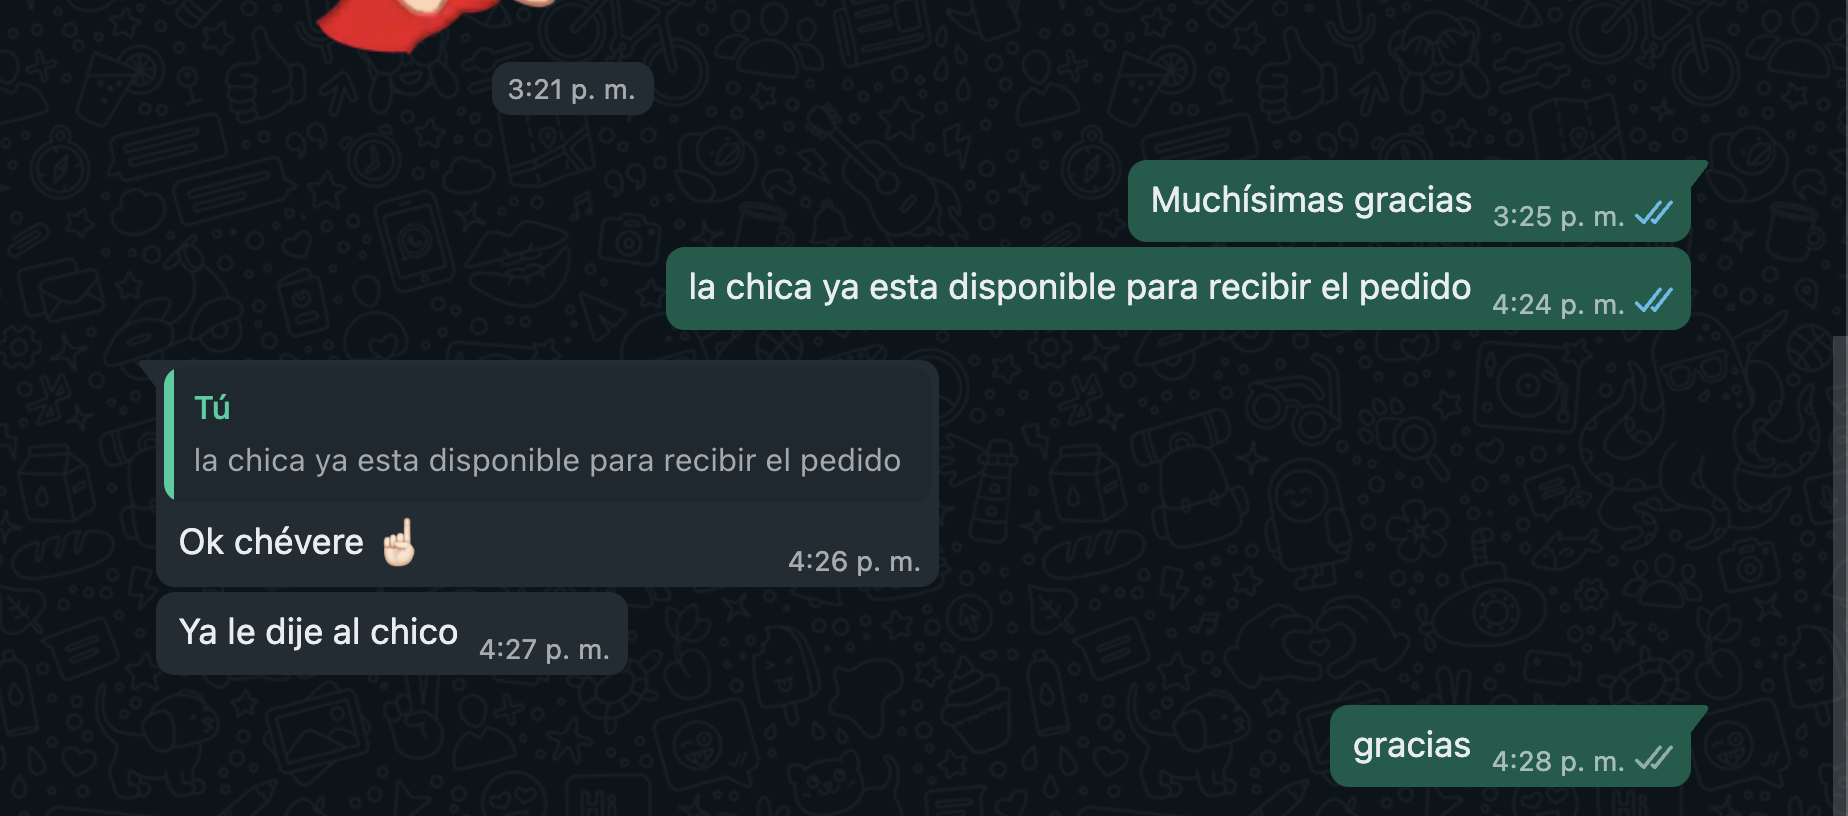 3:21 p. m.
Muchísimas gracias 3:25 p. m.
la chica ya esta disponible para recibir el pedido 4:24 p. m.
Tú
la chica ya esta disponible para recibir el pedido
Ok chévere ☝🏻
4:26 p. m.
Ya le dije al chico 4:27 p. m.
gracias 4:28 p. m.